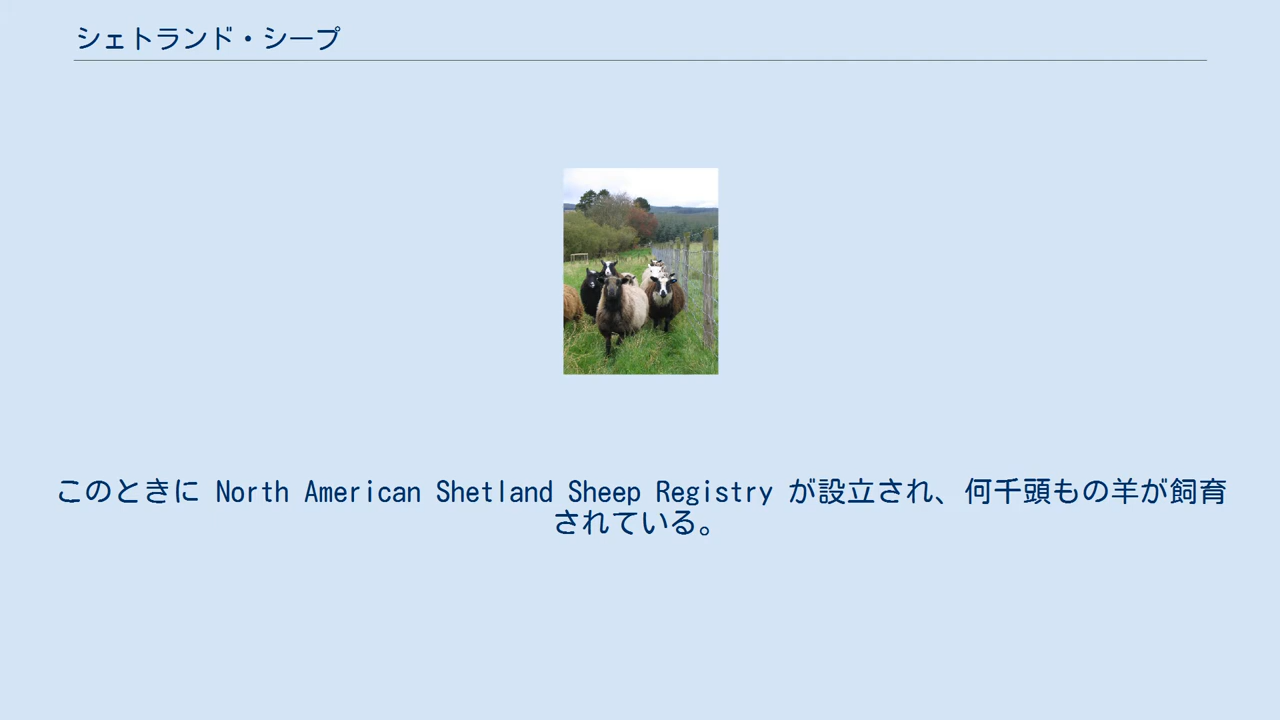 シェトランド・シープ
このときに North American Shetland Sheep Registry が設立され、何千頭もの羊が飼育
されている。